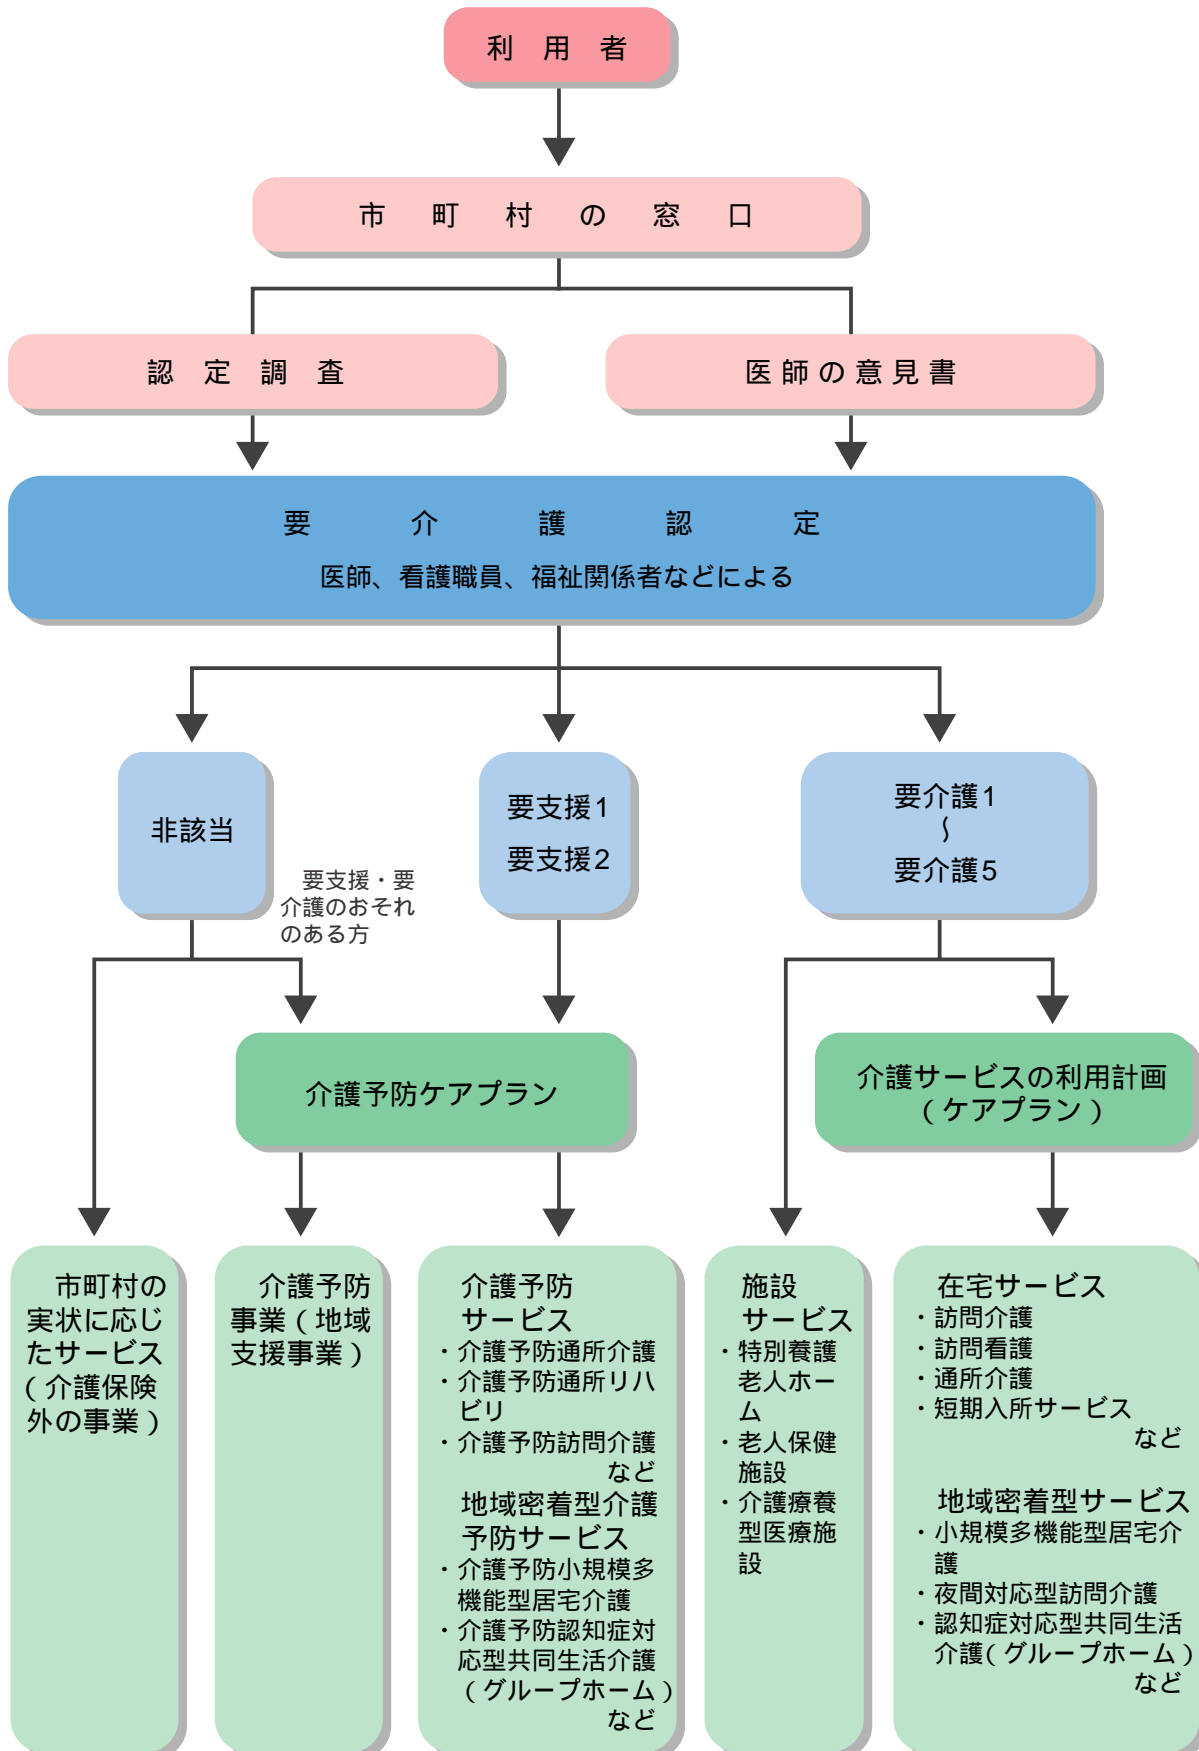 利用者
市町村の窓口
認定調査
医師の意見書
要介護認定
医師、看護職員、福祉関係者などによる
非該当
要支援・要
介護のおそれ
のある方
要支援1
要支援2
要介護1
〜
要介護5
介護予防ケアプラン
介護サービスの利用計画
（ケアプラン）
市町村の
実状に応じ
たサービス
（介護保険
外の事業）
介護予防
事業（地域
支援事業）
介護予防
サービス
・介護予防通所介護
・介護予防通所リハ
ビリ
・介護予防訪問介護
など
地域密着型介護
予防サービス
・介護予防小規模多
機能型居宅介護
・介護予防認知症対
応型共同生活介護
（グループホーム）
など
施設
サービス
・特別養護
老人ホー
ム
・老人保健
施設
・介護療養
型医療施
設
在宅サービス
・訪問介護
・訪問看護
・通所介護
・短期入所サービス
など
地域密着型サービス
・小規模多機能型居宅介
護
・夜間対応型訪問介護
・認知症対応型共同生活
介護（グループホーム）
など